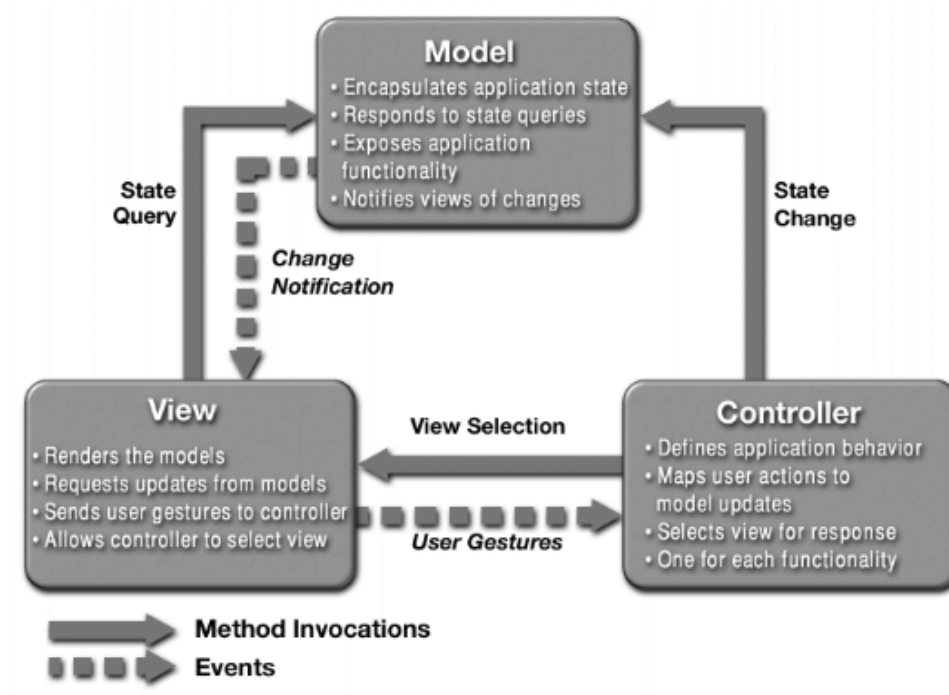 Model
• Encapsulates application state
• Responds to state queries
• Exposes application
functionality
• Notifies views of changes
State
Query
Change
Notification
State
Change
View
• Renders the models
• Requests updates from models
• Sends user gestures to controller
• Allows controller to select view
View Selection
User Gestures
Controller
• Defines application behavior
• Maps user actions to
model updates
• Selects view for response
• One for each functionality
Method Invocations
Events